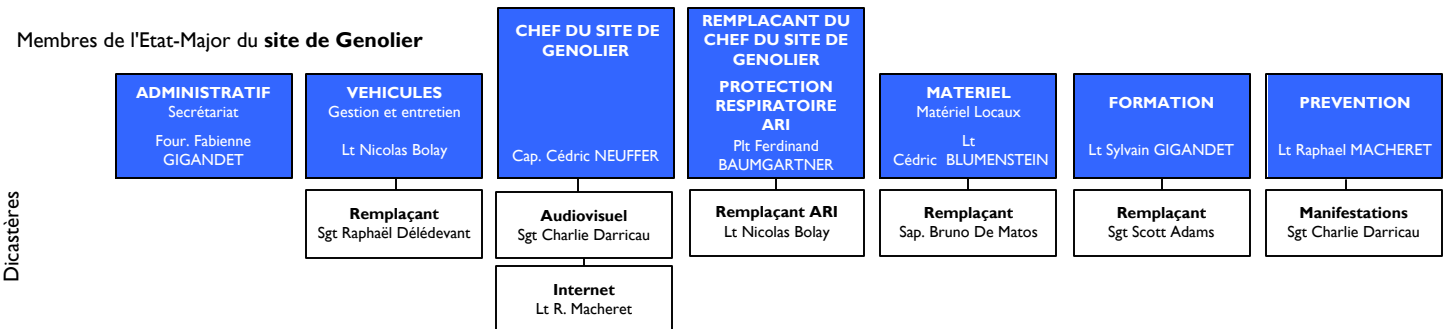 Membres de l'Etat-Major du site de Genolier
ADMINISTRATIF
Secrétariat
Four. Fabienne
GIGANDET
VEHICULES
Gestion et entretien
Lt Nicolas Bolay
CHEF DU SITE DE
GENOLIER
Cap. Cédric NEUFFER
REMPLACANT DU
CHEF DU SITE DE
GENOLIER
PROTECTION
RESPIRATOIRE
ARI
Plt Ferdinand
BAUMGARTNER
MATERIEL
Matériel Locaux
Lt
Cédric BLUMENSTEIN
FORMATION
Lt Sylvain GIGANDET
PREVENTION
Lt Raphael MACHERET
Dicastères
Remplaçant
Sgt Raphaël Délédevant
Audiovisuel
Sgt Charlie Darricau
Remplaçant ARI
Lt Nicolas Bolay
Remplaçant
Sap. Bruno De Matos
Remplaçant
Sgt Scott Adams
Manifestations
Sgt Charlie Darricau
Internet
Lt R. Macheret